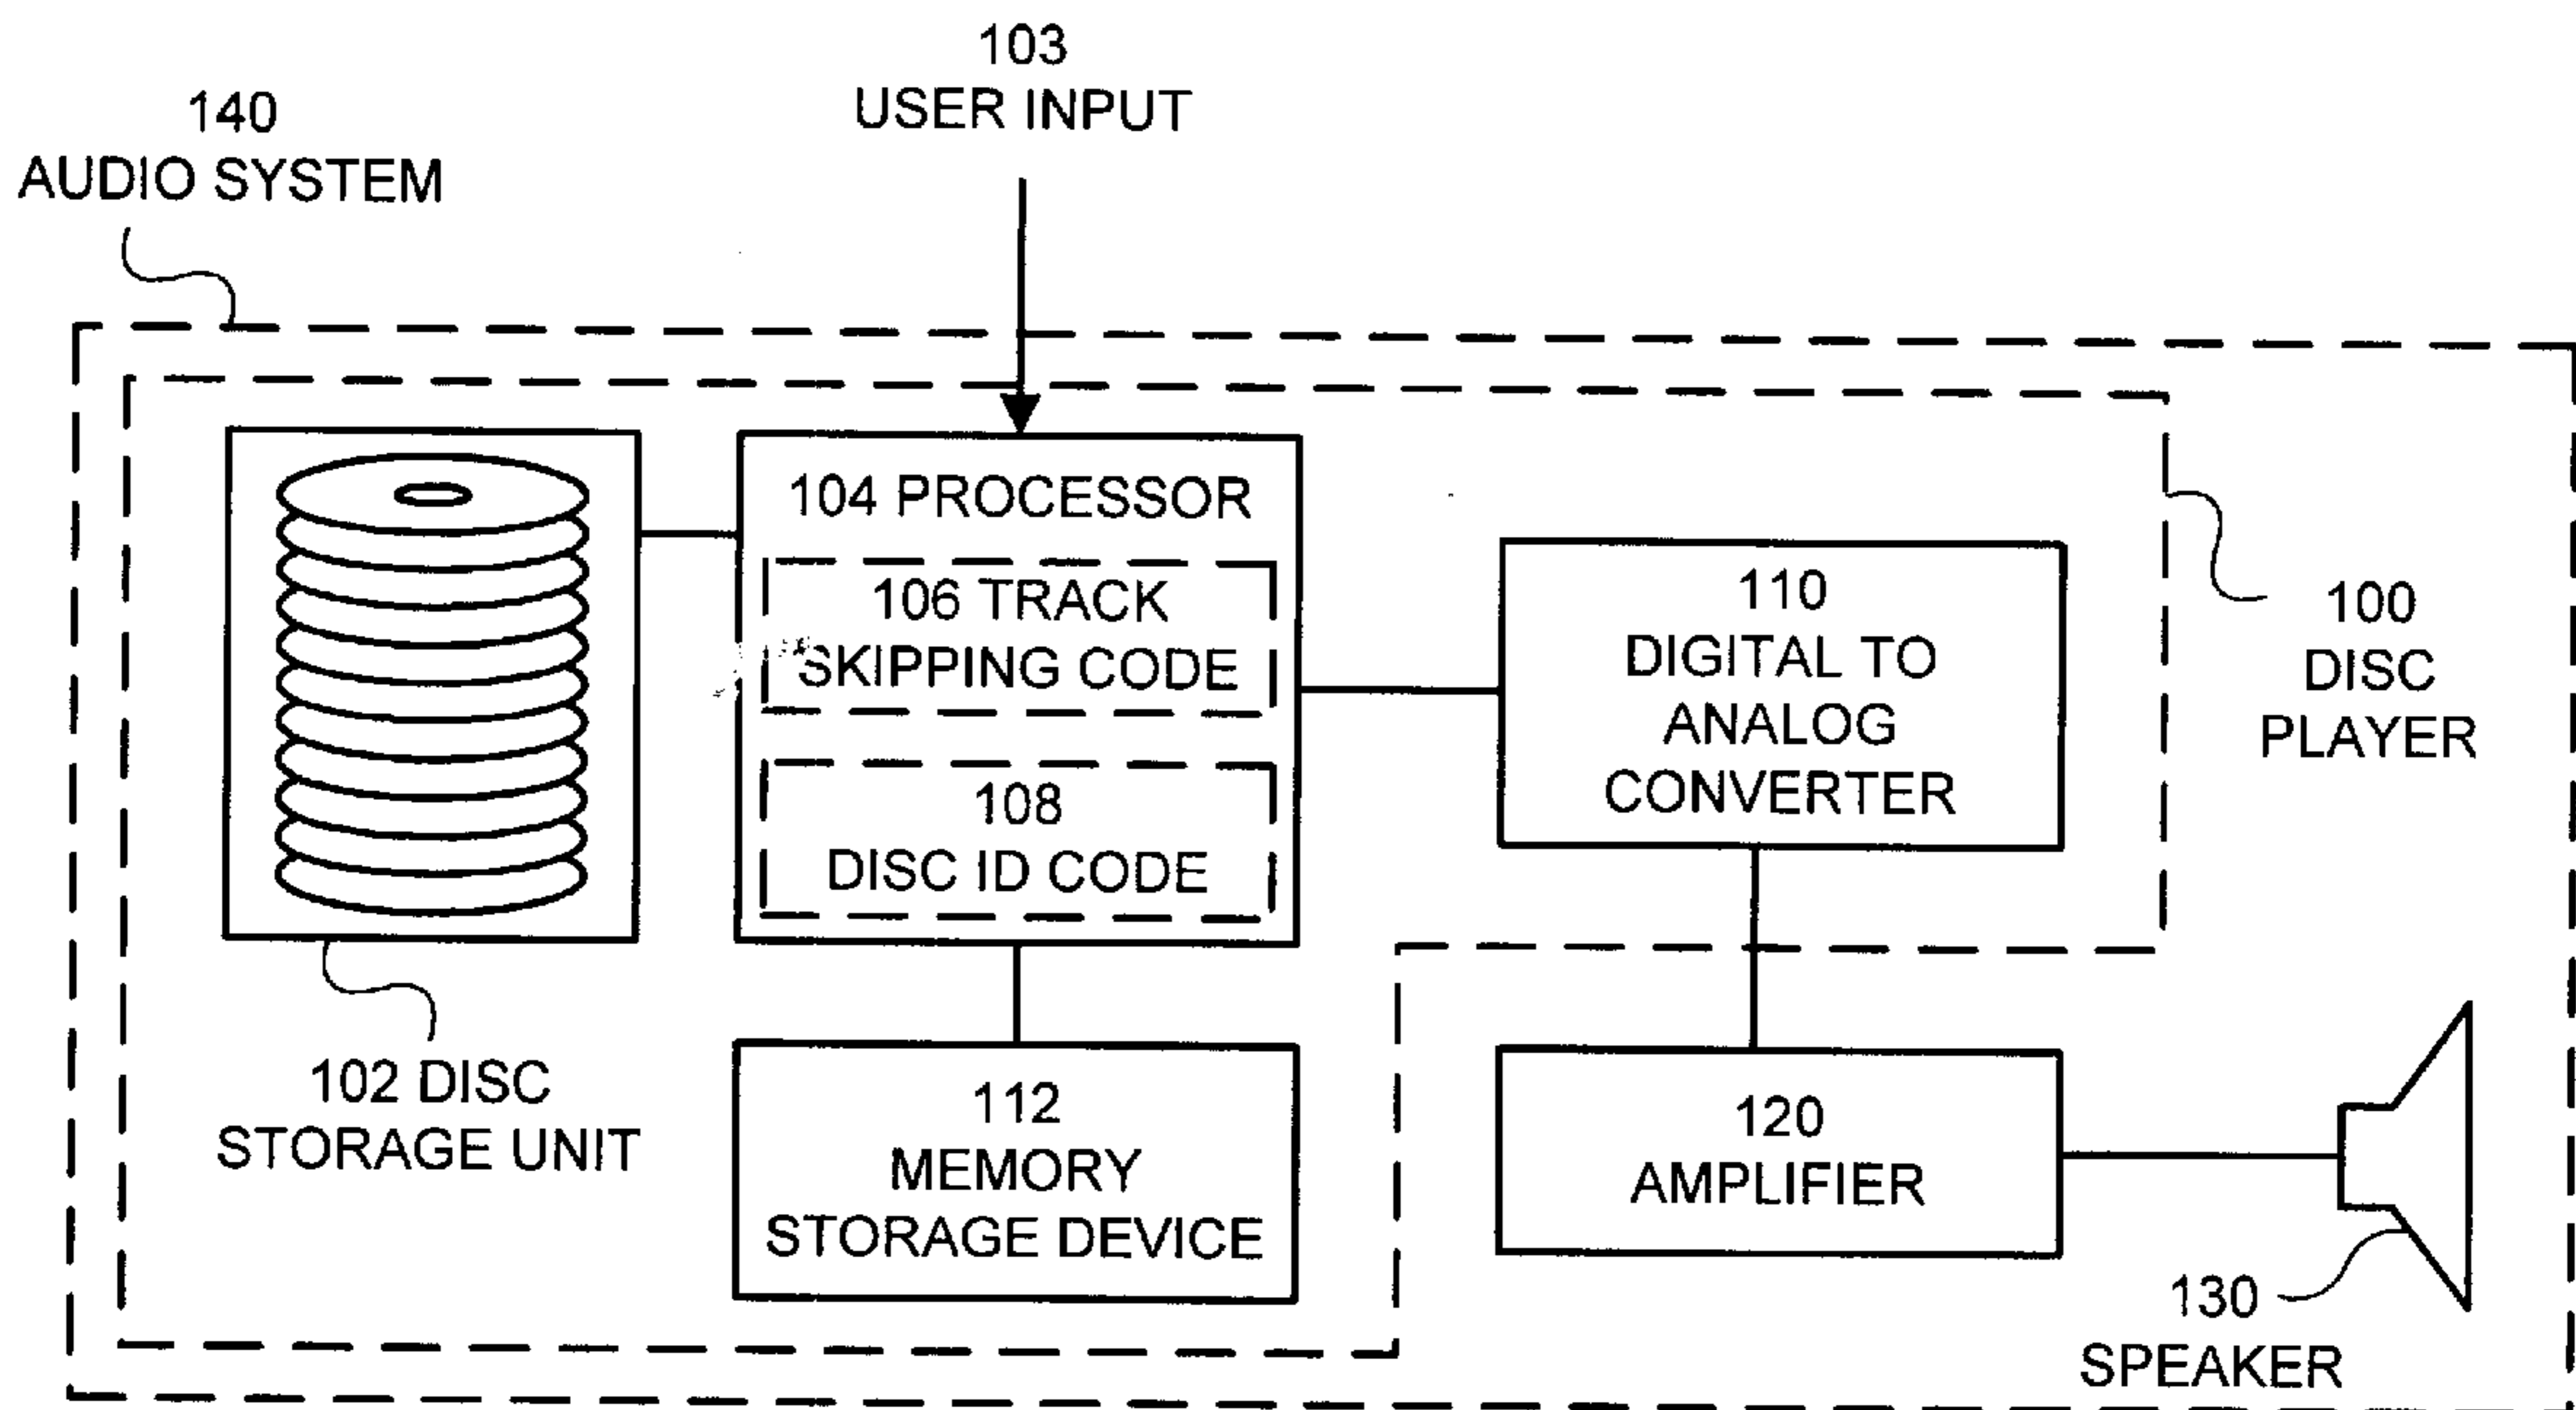 103
USER INPUT
140
AUDIO SYSTEM
104 PROCESSOR
106 TRACK
SKIPPING CODE
108
DISC ID CODE
110
DIGITAL TO
ANALOG
CONVERTER
100
DISC
PLAYER
102 DISC
STORAGE UNIT
112
MEMORY
STORAGE DEVICE
120
AMPLIFIER
130
SPEAKER